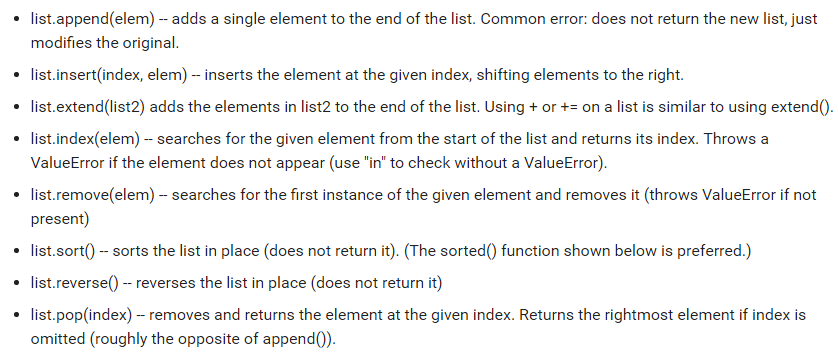 • list.append(elem) -- adds a single element to the end of the list. Common error: does not return the new list, just
modifies the original.
• list.insert(index, elem) -- inserts the element at the given index, shifting elements to the right.
• list.extend(list2) adds the elements in list2 to the end of the list. Using + or += on a list is similar to using extend().
• list.index(elem) -- searches for the given element from the start of the list and returns its index. Throws a
ValueError if the element does not appear (use "in" to check without a ValueError).
• list.remove(elem) -- searches for the first instance of the given element and removes it (throws ValueError if not
present)
• list.sort() -- sorts the list in place (does not return it). (The sorted() function shown below is preferred.)
• list.reverse() -- reverses the list in place (does not return it)
• list.pop(index) -- removes and returns the element at the given index. Returns the rightmost element if index is
omitted (roughly the opposite of append()).